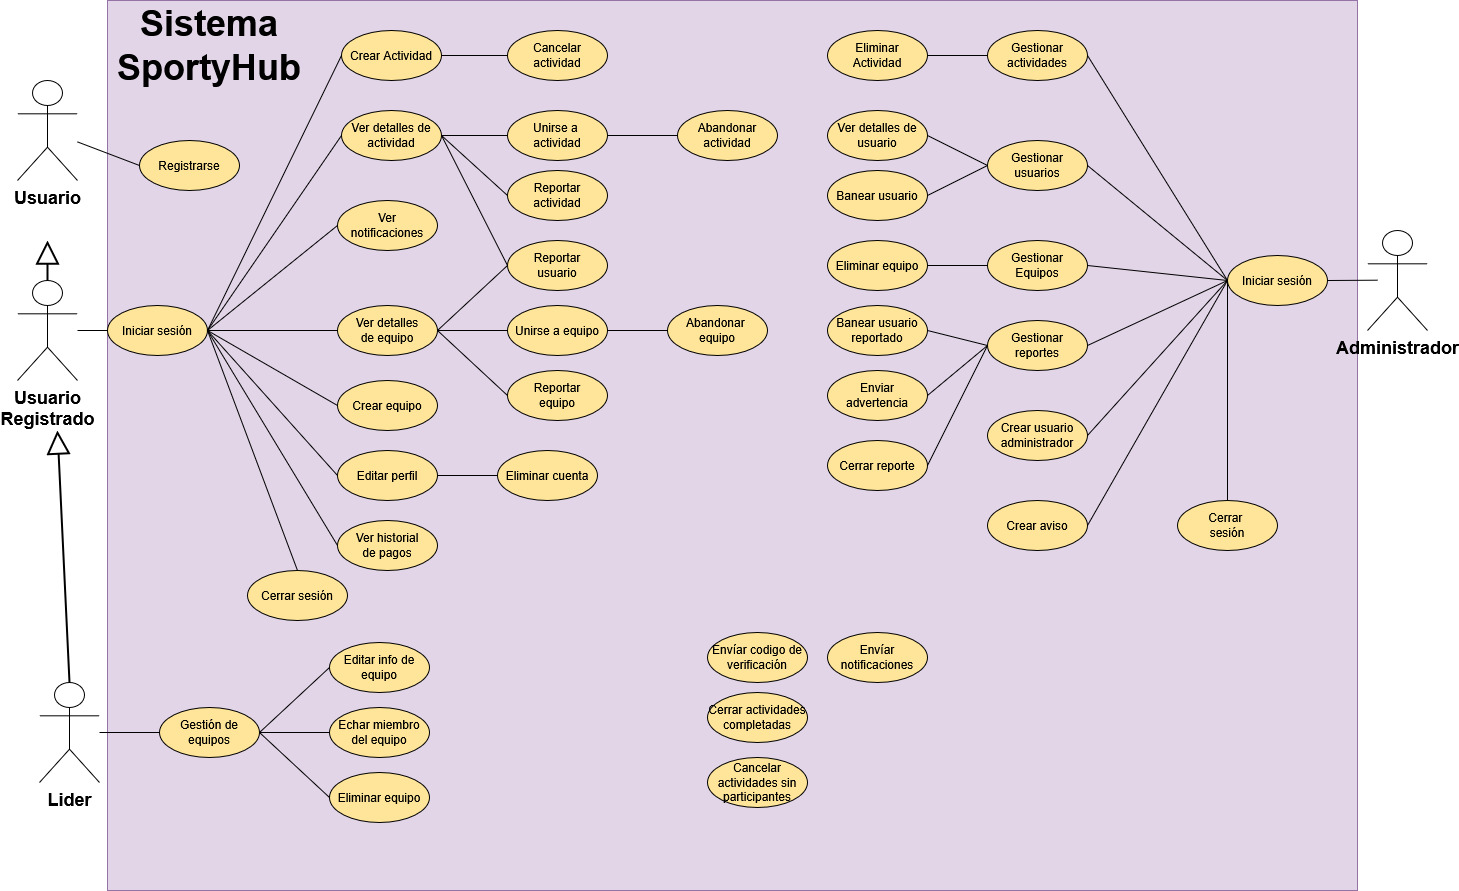 Sistema
SportyHub
Usuario
Registrarse
Usuario
Registrado
Iniciar sesión
Crear Actividad
Cancelar
actividad
Ver detalles de
actividad
Unirse a
actividad
Abandonar
actividad
Reportar
actividad
Ver
notificaciones
Reportar
usuario
Ver detalles
de equipo
Unirse a equipo
Abandonar
equipo
Reportar
equipo
Crear equipo
Editar perfil
Eliminar cuenta
Ver historial
de pagos
Cerrar sesión
Eliminar
Actividad
Gestionar
actividades
Ver detalles de
usuario
Gestionar
usuarios
Banear usuario
Eliminar equipo
Gestionar
Equipos
Banear usuario
reportado
Gestionar
reportes
Enviar
advertencia
Cerrar reporte
Crear usuario
administrador
Crear aviso
Cerrar
sesión
Iniciar sesión
Administrador
Lider
Gestión de
equipos
Editar info de
equipo
Echar miembro
del equipo
Eliminar equipo
Envíar codigo de
verificación
Envíar
notificaciones
Cerrar actividades
completadas
Cancelar
actividades sin
participantes